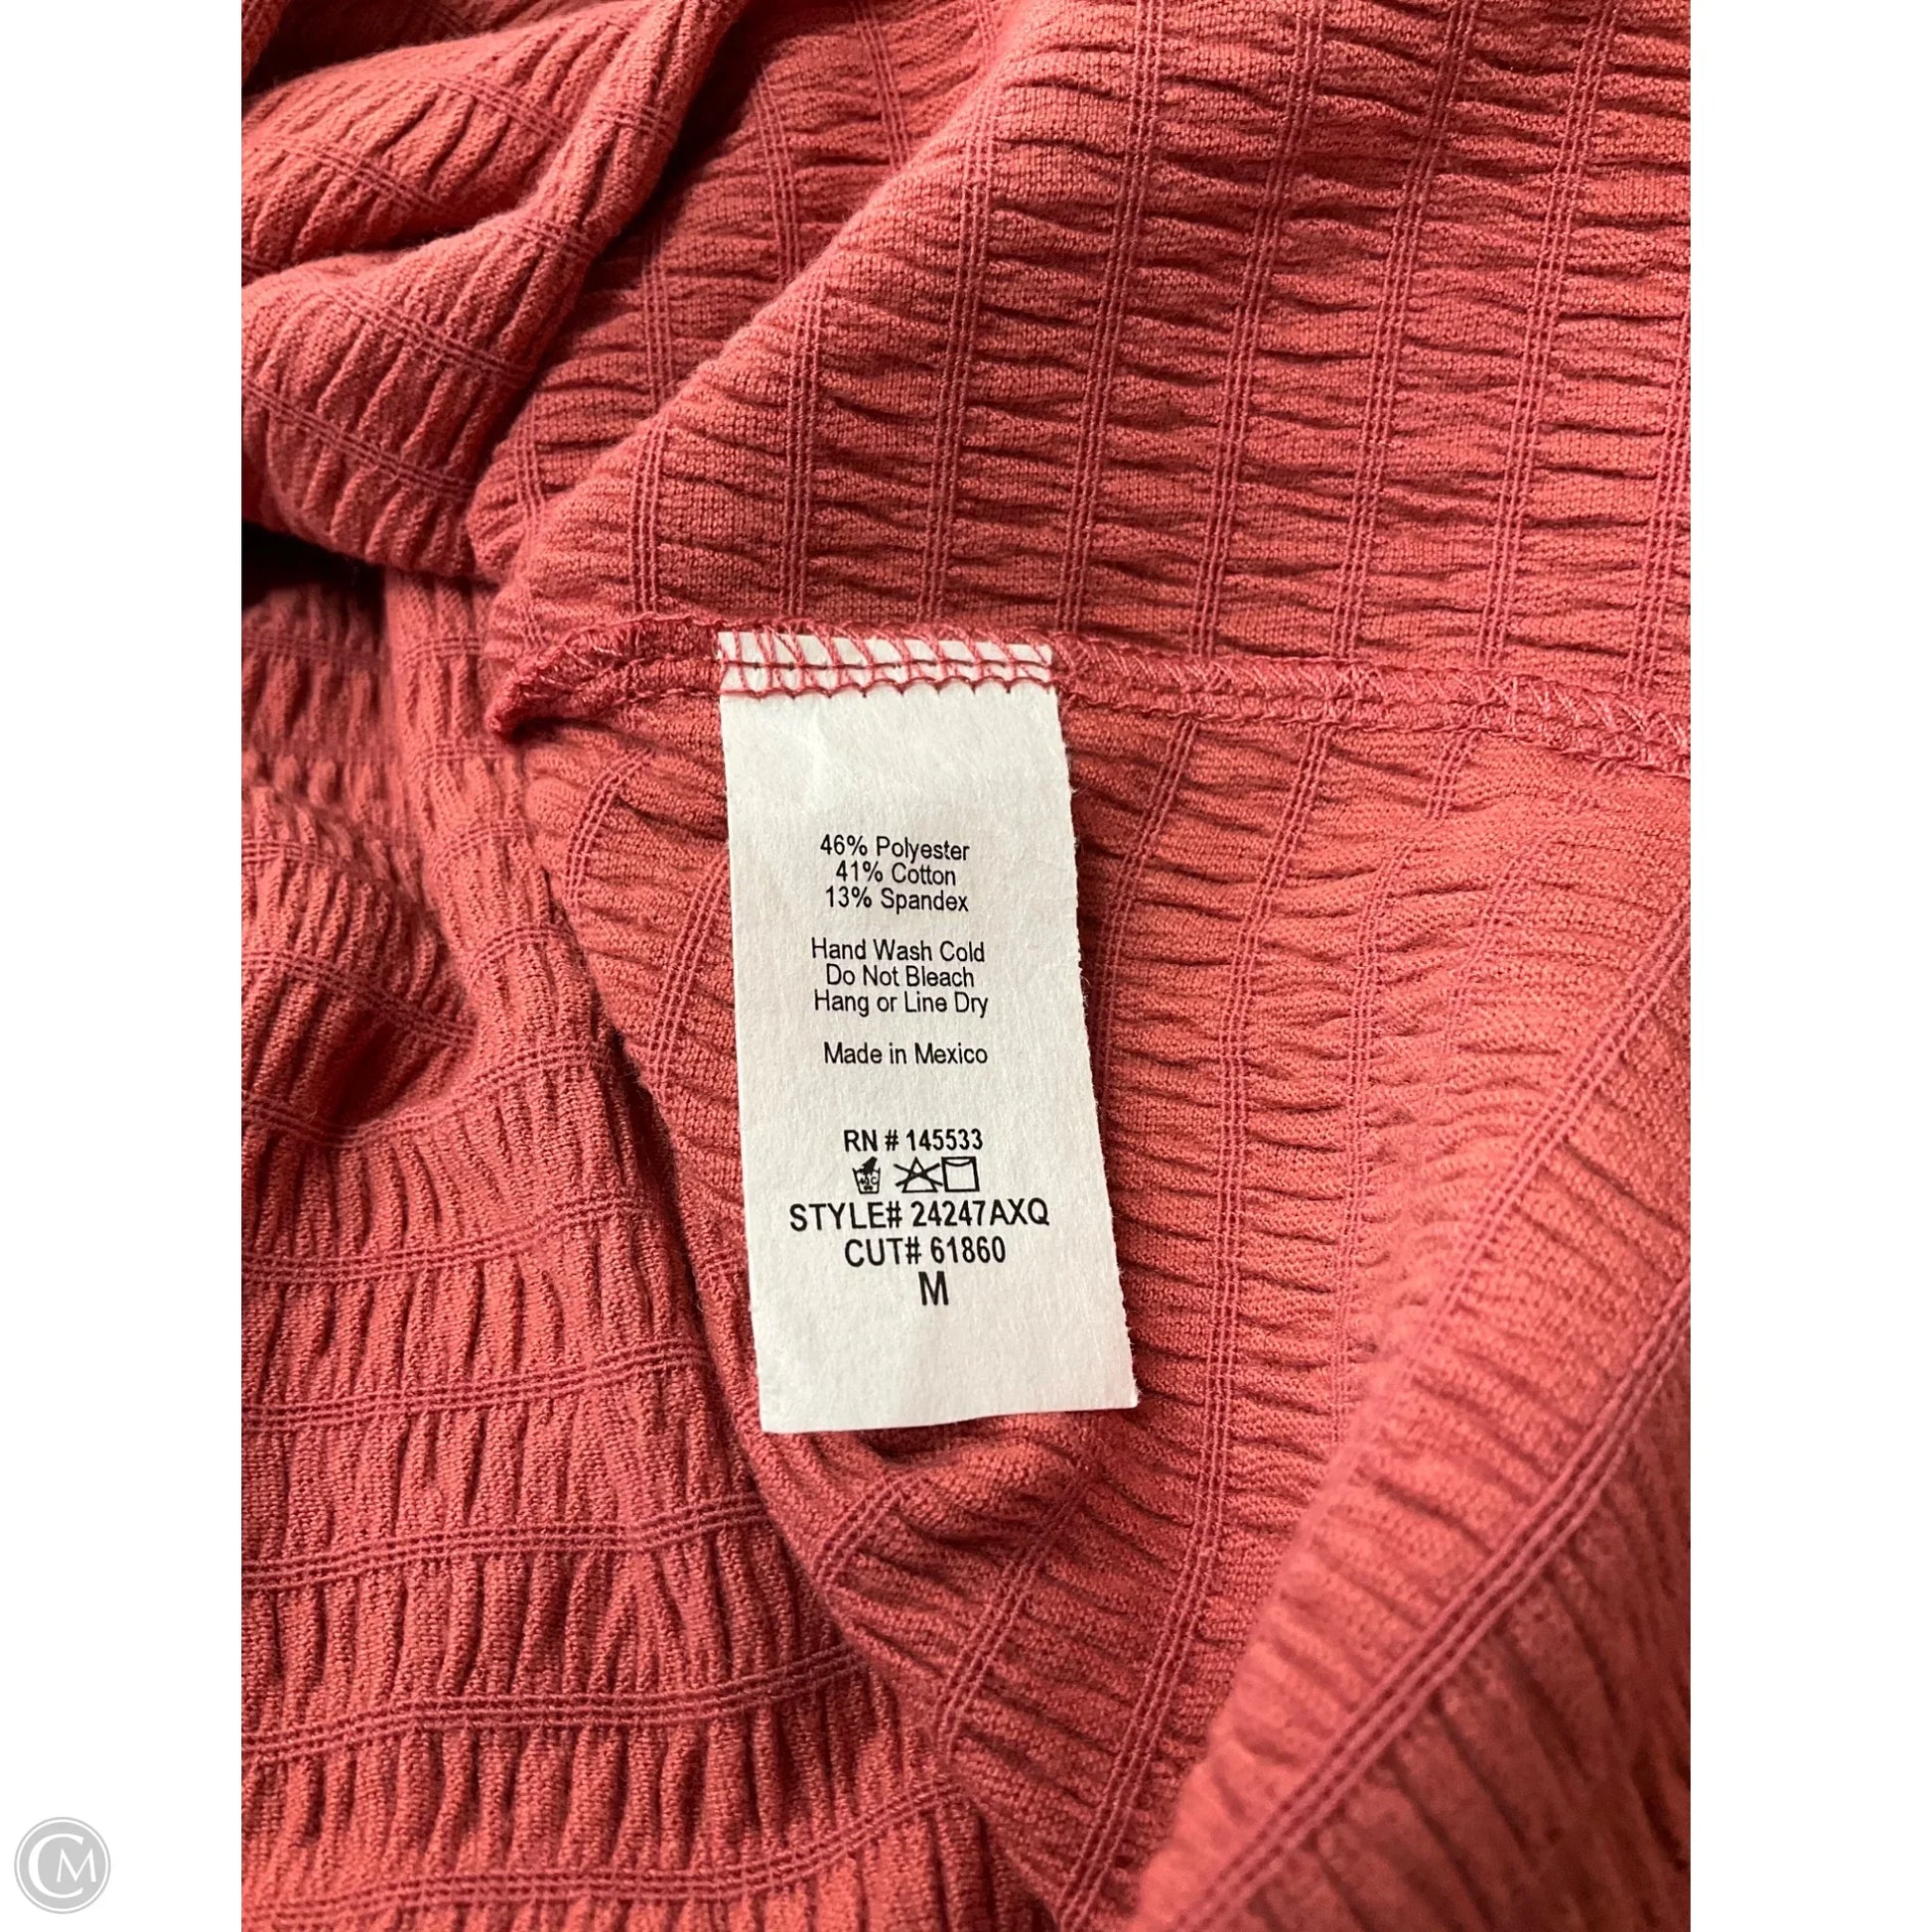 46% Polyester
41% Cotton
13% Spandex
Hand Wash Cold
Do Not Bleach
Hang or Line Dry
Made in Mexico
RN # 145533
STYLE# 24247AXQ
CUT# 61860
M
CM